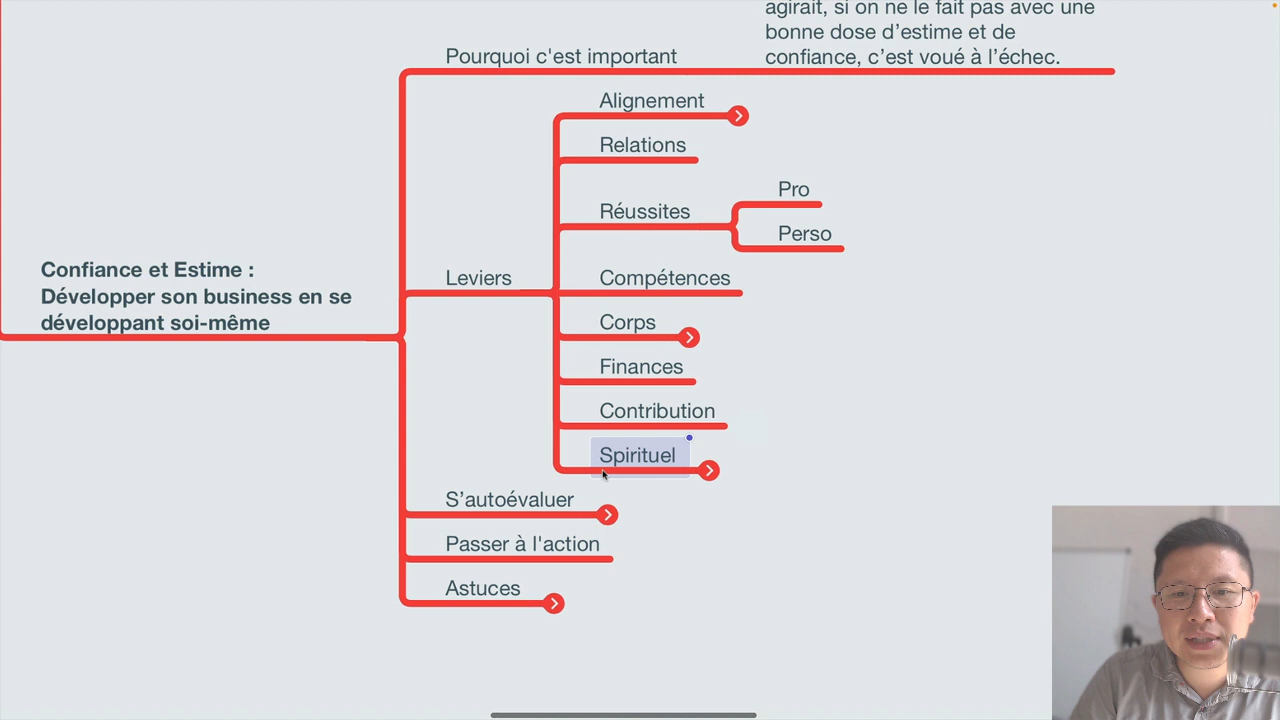 agirait, si on ne le fait pas avec une
bonne dose d’estime et de
confiance, c’est voué à l’échec.
Pourquoi c'est important
Alignement
Relations
Pro
Réussites
Perso
Confiance et Estime :
Développer son business en se
développant soi-même
Leviers
Compétences
Corps
Finances
Contribution
Spirituel
S’autoévaluer
Passer à l'action
Astuces